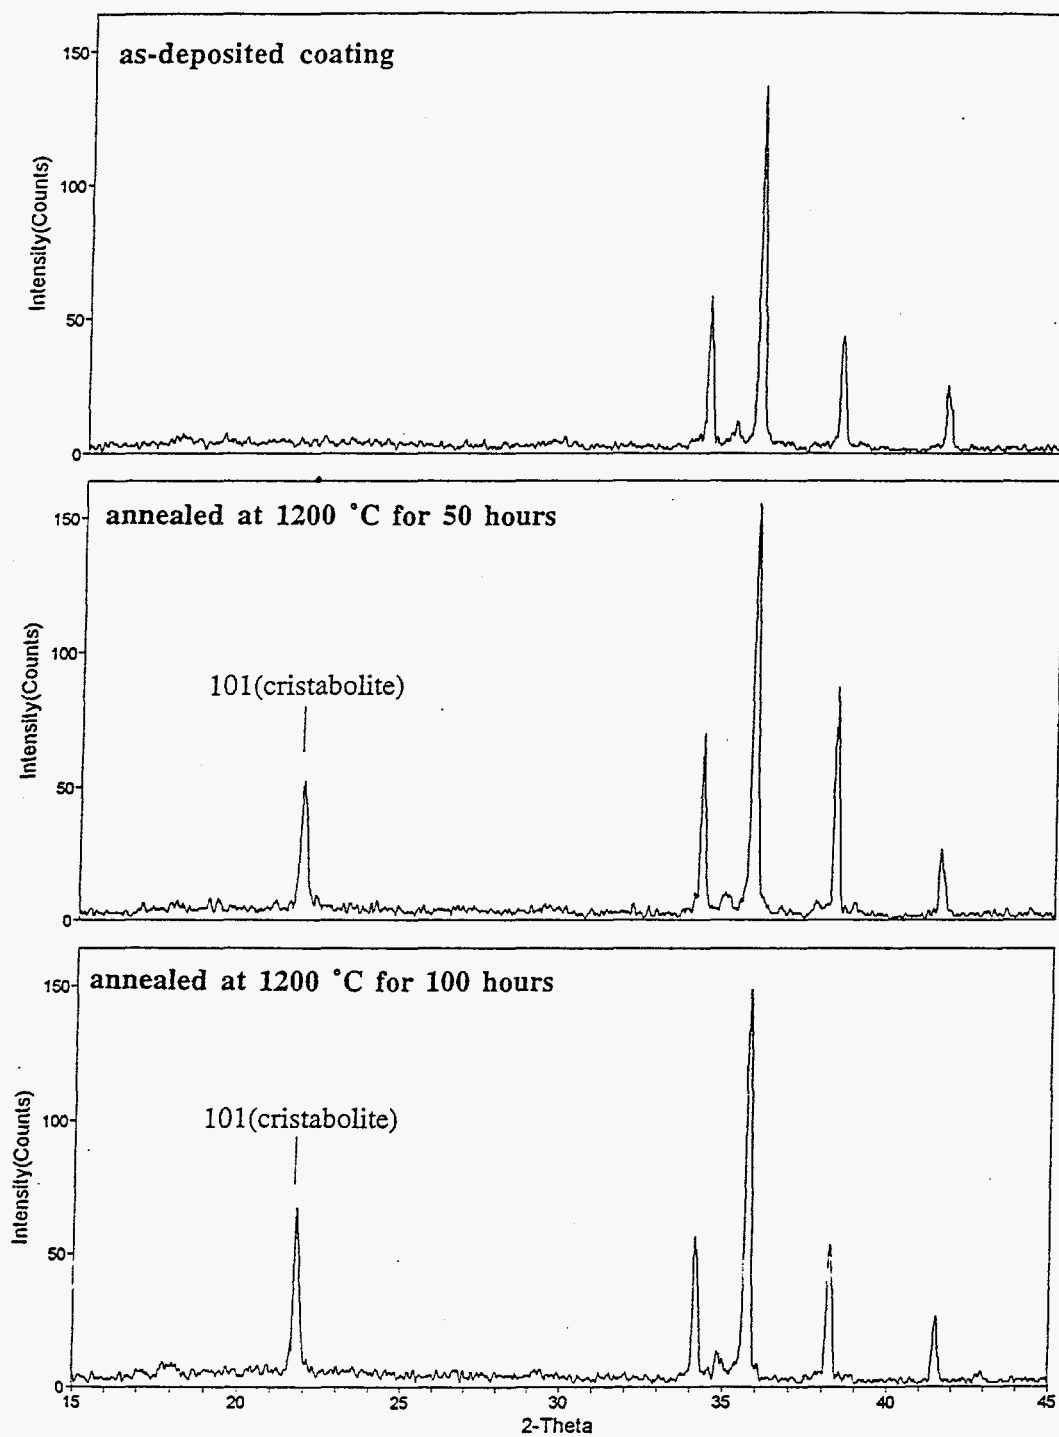 as-deposited coating
150
100
50
0
Intensity(Counts)
annealed at 1200 °C for 50 hours
150
100
50
0
Intensity(Counts)
101(cristabolite)
annealed at 1200 °C for 100 hours
150
100
50
0
Intensity(Counts)
101(cristabolite)
15 20 25 30 35 40 45
2-Theta